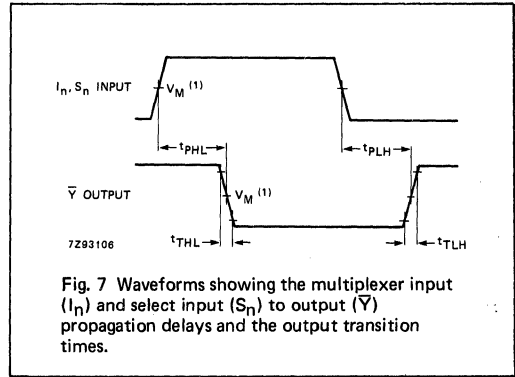 Iₙ, Sₙ INPUT
V_M (1)
t_PHL
t_PLH
Y̅ OUTPUT
V_M (1)
7Z93106
t_THL
t_TLH
Fig. 7 Waveforms showing the multiplexer input
(Iₙ) and select input (Sₙ) to output (Y̅)
propagation delays and the output transition
times.